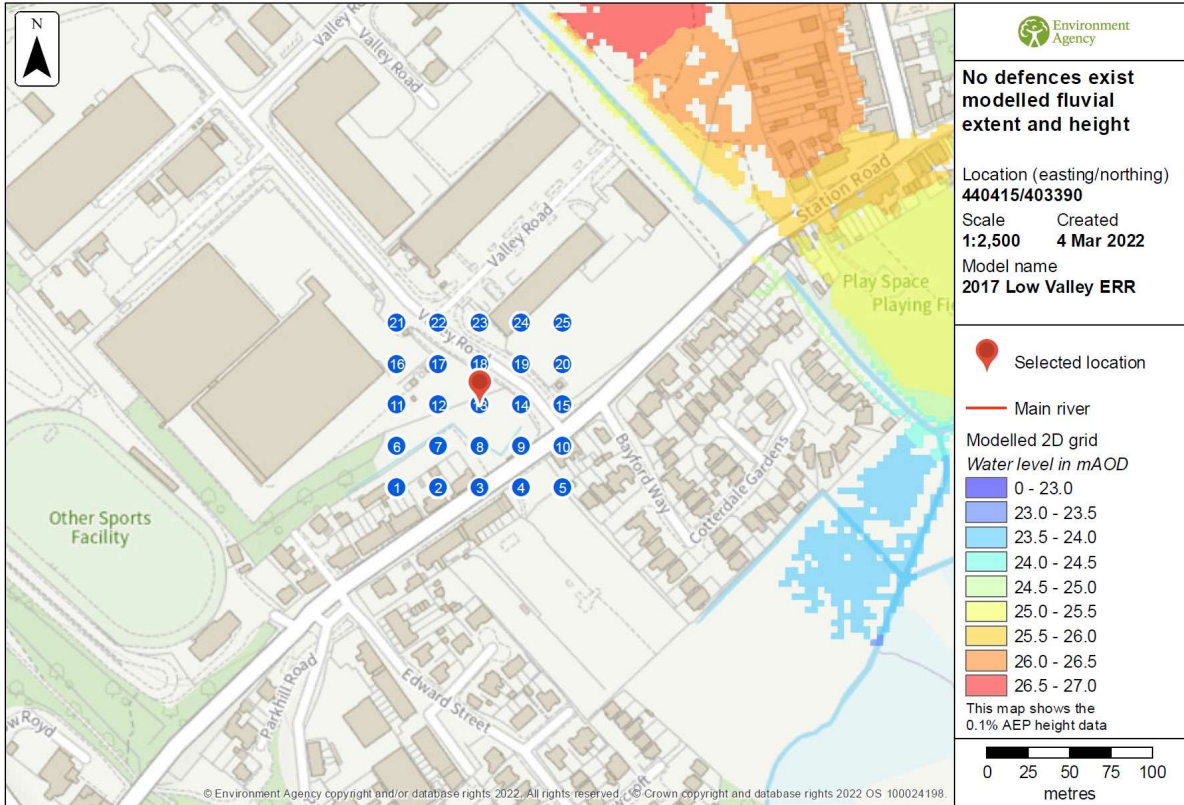 N
Valley Road
Valley Road
Valley Road
Valley Road
Station Road
Play Space
Playing Fi
21 22 23 24 25
16 17 18 19 20
11 12 13 14 15
6 7 8 9 10
1 2 3 4 5
Bayford Way
Cotterdale Gardens
Other Sports
Facility
Parkhill Road
Edward Street
w Royd
croft
© Environment Agency copyright and/or database rights 2022. All rights reserved. © Crown copyright and database rights 2022 OS 100024198.
Environment
Agency
No defences exist
modelled fluvial
extent and height
Location (easting/northing)
440415/403390
Scale Created
1:2,500 4 Mar 2022
Model name
2017 Low Valley ERR
Selected location
Main river
Modelled 2D grid
Water level in mAOD
0 - 23.0
23.0 - 23.5
23.5 - 24.0
24.0 - 24.5
24.5 - 25.0
25.0 - 25.5
25.5 - 26.0
26.0 - 26.5
26.5 - 27.0
This map shows the
0.1% AEP height data
0 25 50 75 100
metres